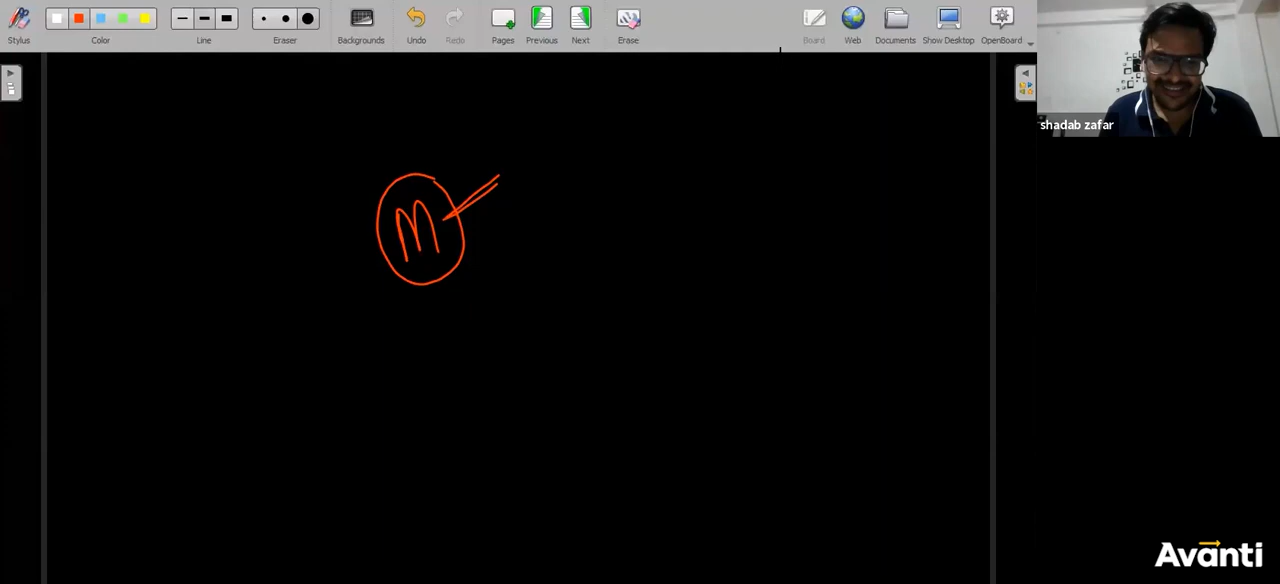 Stylus Color Line Eraser Backgrounds Undo Redo Pages Previous Next Erase Board Web Documents Show Desktop OpenBoard
shadab zafar
M
Avanti